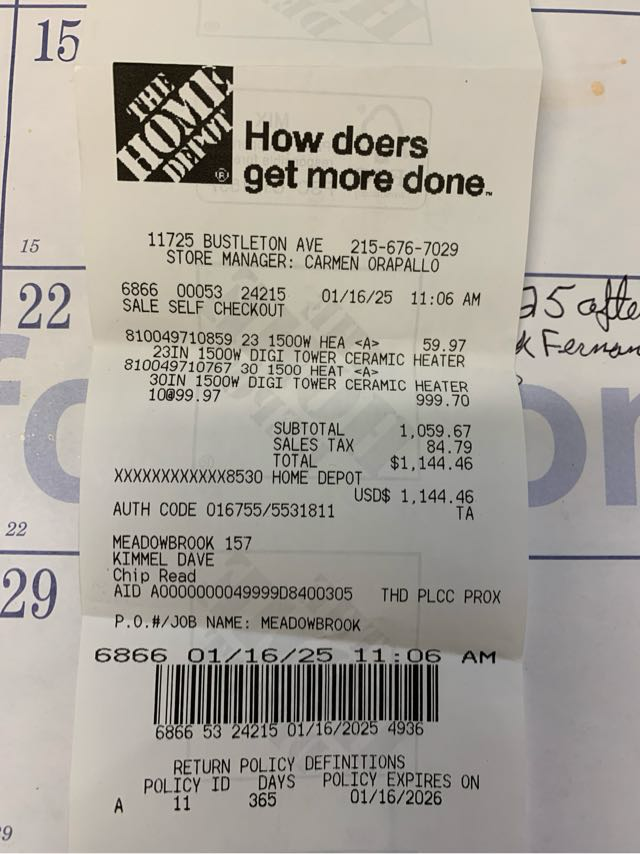 15
THE
HOME
DEPOT
®
How doers
get more done.™
11725 BUSTLETON AVE 215-676-7029
STORE MANAGER: CARMEN ORAPALLO
15
6866 00053 24215 01/16/25 11:06 AM
SALE SELF CHECKOUT
22
25 after
Fernan
810049710859 23 1500W HEA <A> 59.97
23IN 1500W DIGI TOWER CERAMIC HEATER
810049710767 30 1500 HEAT <A>
30IN 1500W DIGI TOWER CERAMIC HEATER
10@99.97 999.70
SUBTOTAL 1,059.67
SALES TAX 84.79
TOTAL $1,144.46
XXXXXXXXXXXX8530 HOME DEPOT
USD$ 1,144.46
AUTH CODE 016755/5531811 TA
22
MEADOWBROOK 157
KIMMEL DAVE
Chip Read
AID A0000000049999D8400305 THD PLCC PROX
29
P.O.#/JOB NAME: MEADOWBROOK
6866 01/16/25 11:06 AM
6866 53 24215 01/16/2025 4936
RETURN POLICY DEFINITIONS
POLICY ID DAYS POLICY EXPIRES ON
A 11 365 01/16/2026